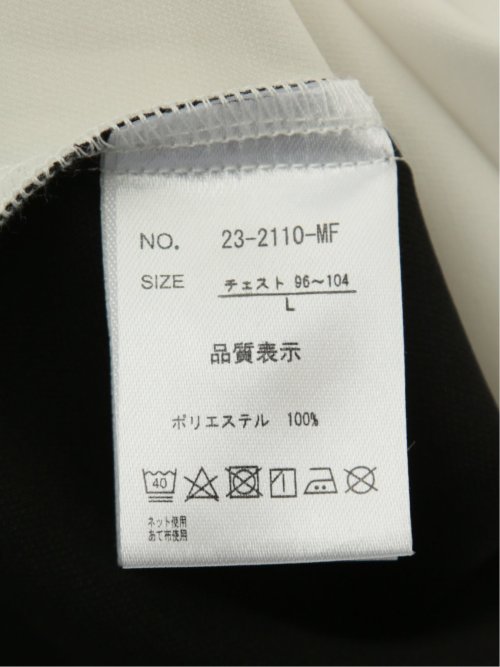 NO. 23-2110-MF
SIZE チェスト 96～104
L
品質表示
ポリエステル 100%
40
ネット使用
あて布使用